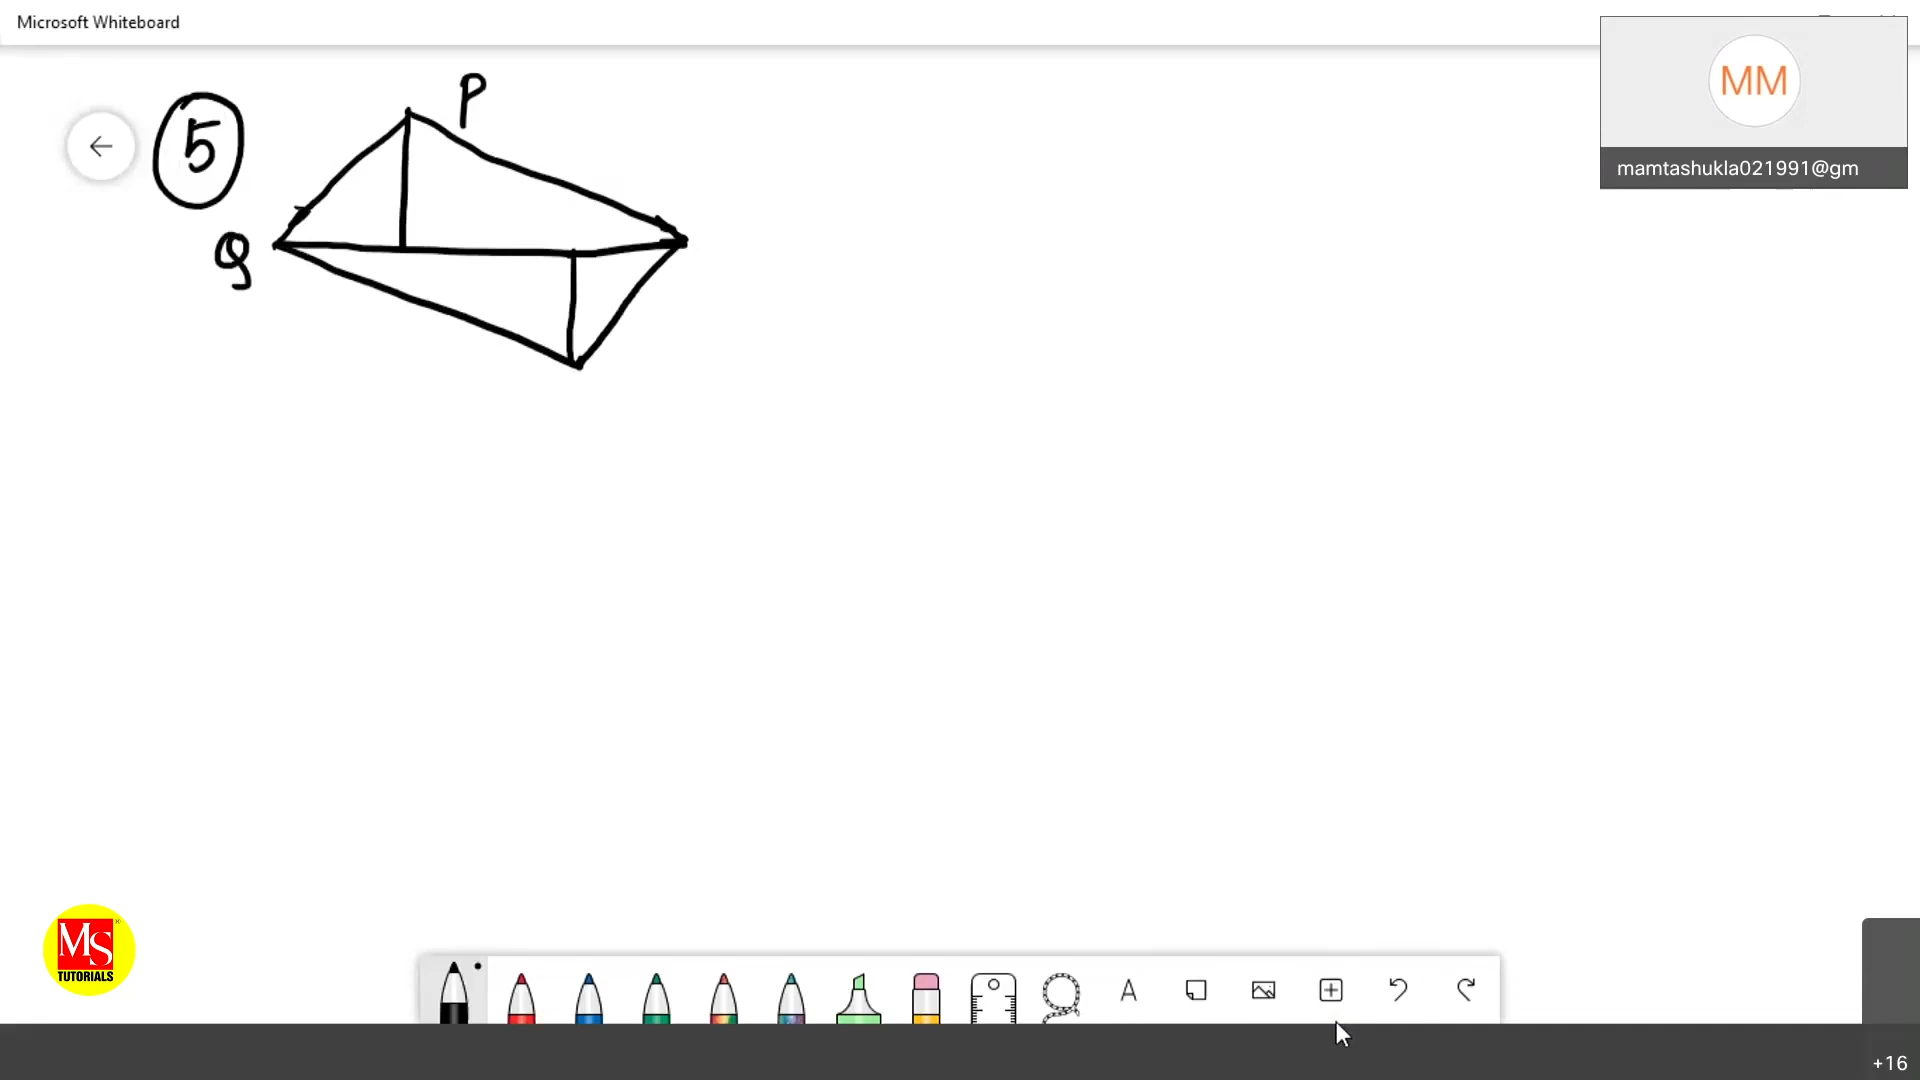 Microsoft Whiteboard
MM
mamtashukla021991@gm
5
P
Q
MS
TUTORIALS
A
+16